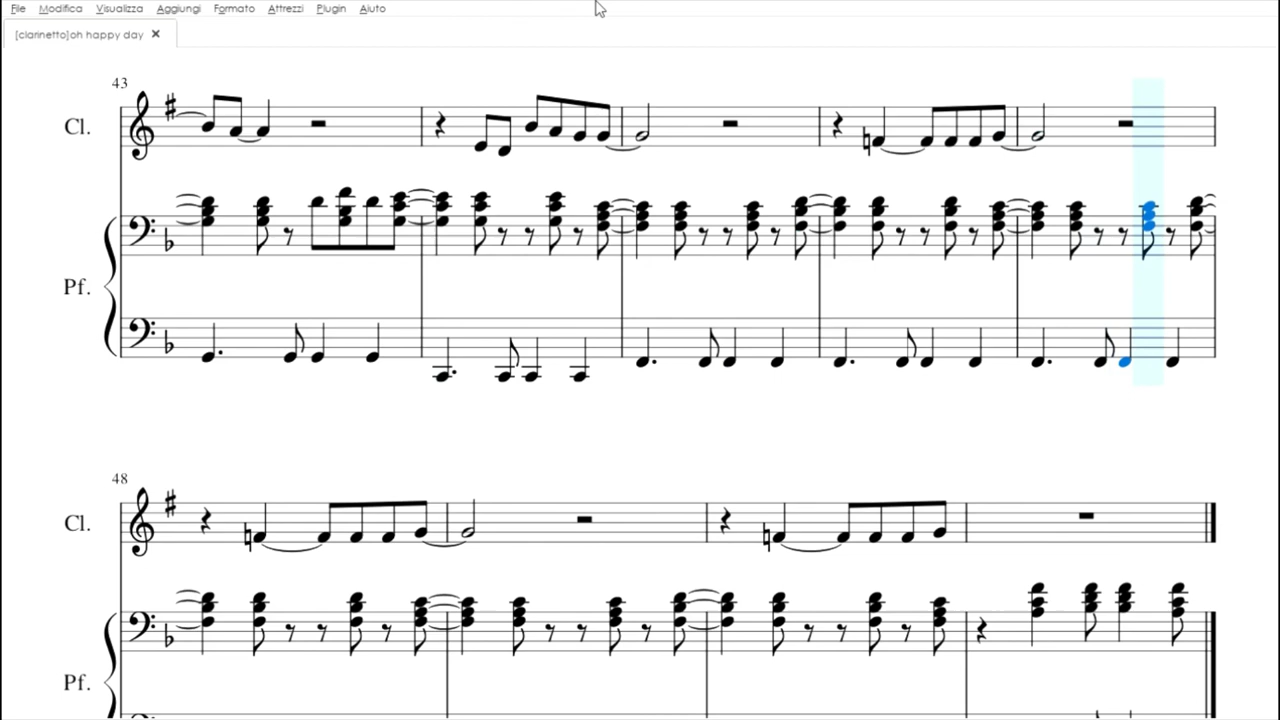 File Modifica Visualizza Aggiungi Formato Attrezzi Plugin Aiuto
[clarinetto]oh happy day ×
43
Cl.
Pf.
48
Cl.
Pf.